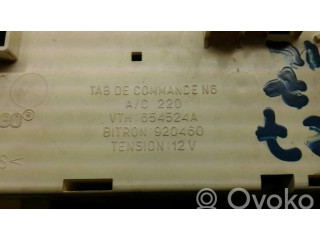 TAB DE COMMANDE N6
A/C 220
VTH : 654524A
BITRON : 920460
TENSION : 12 V
Ovoko